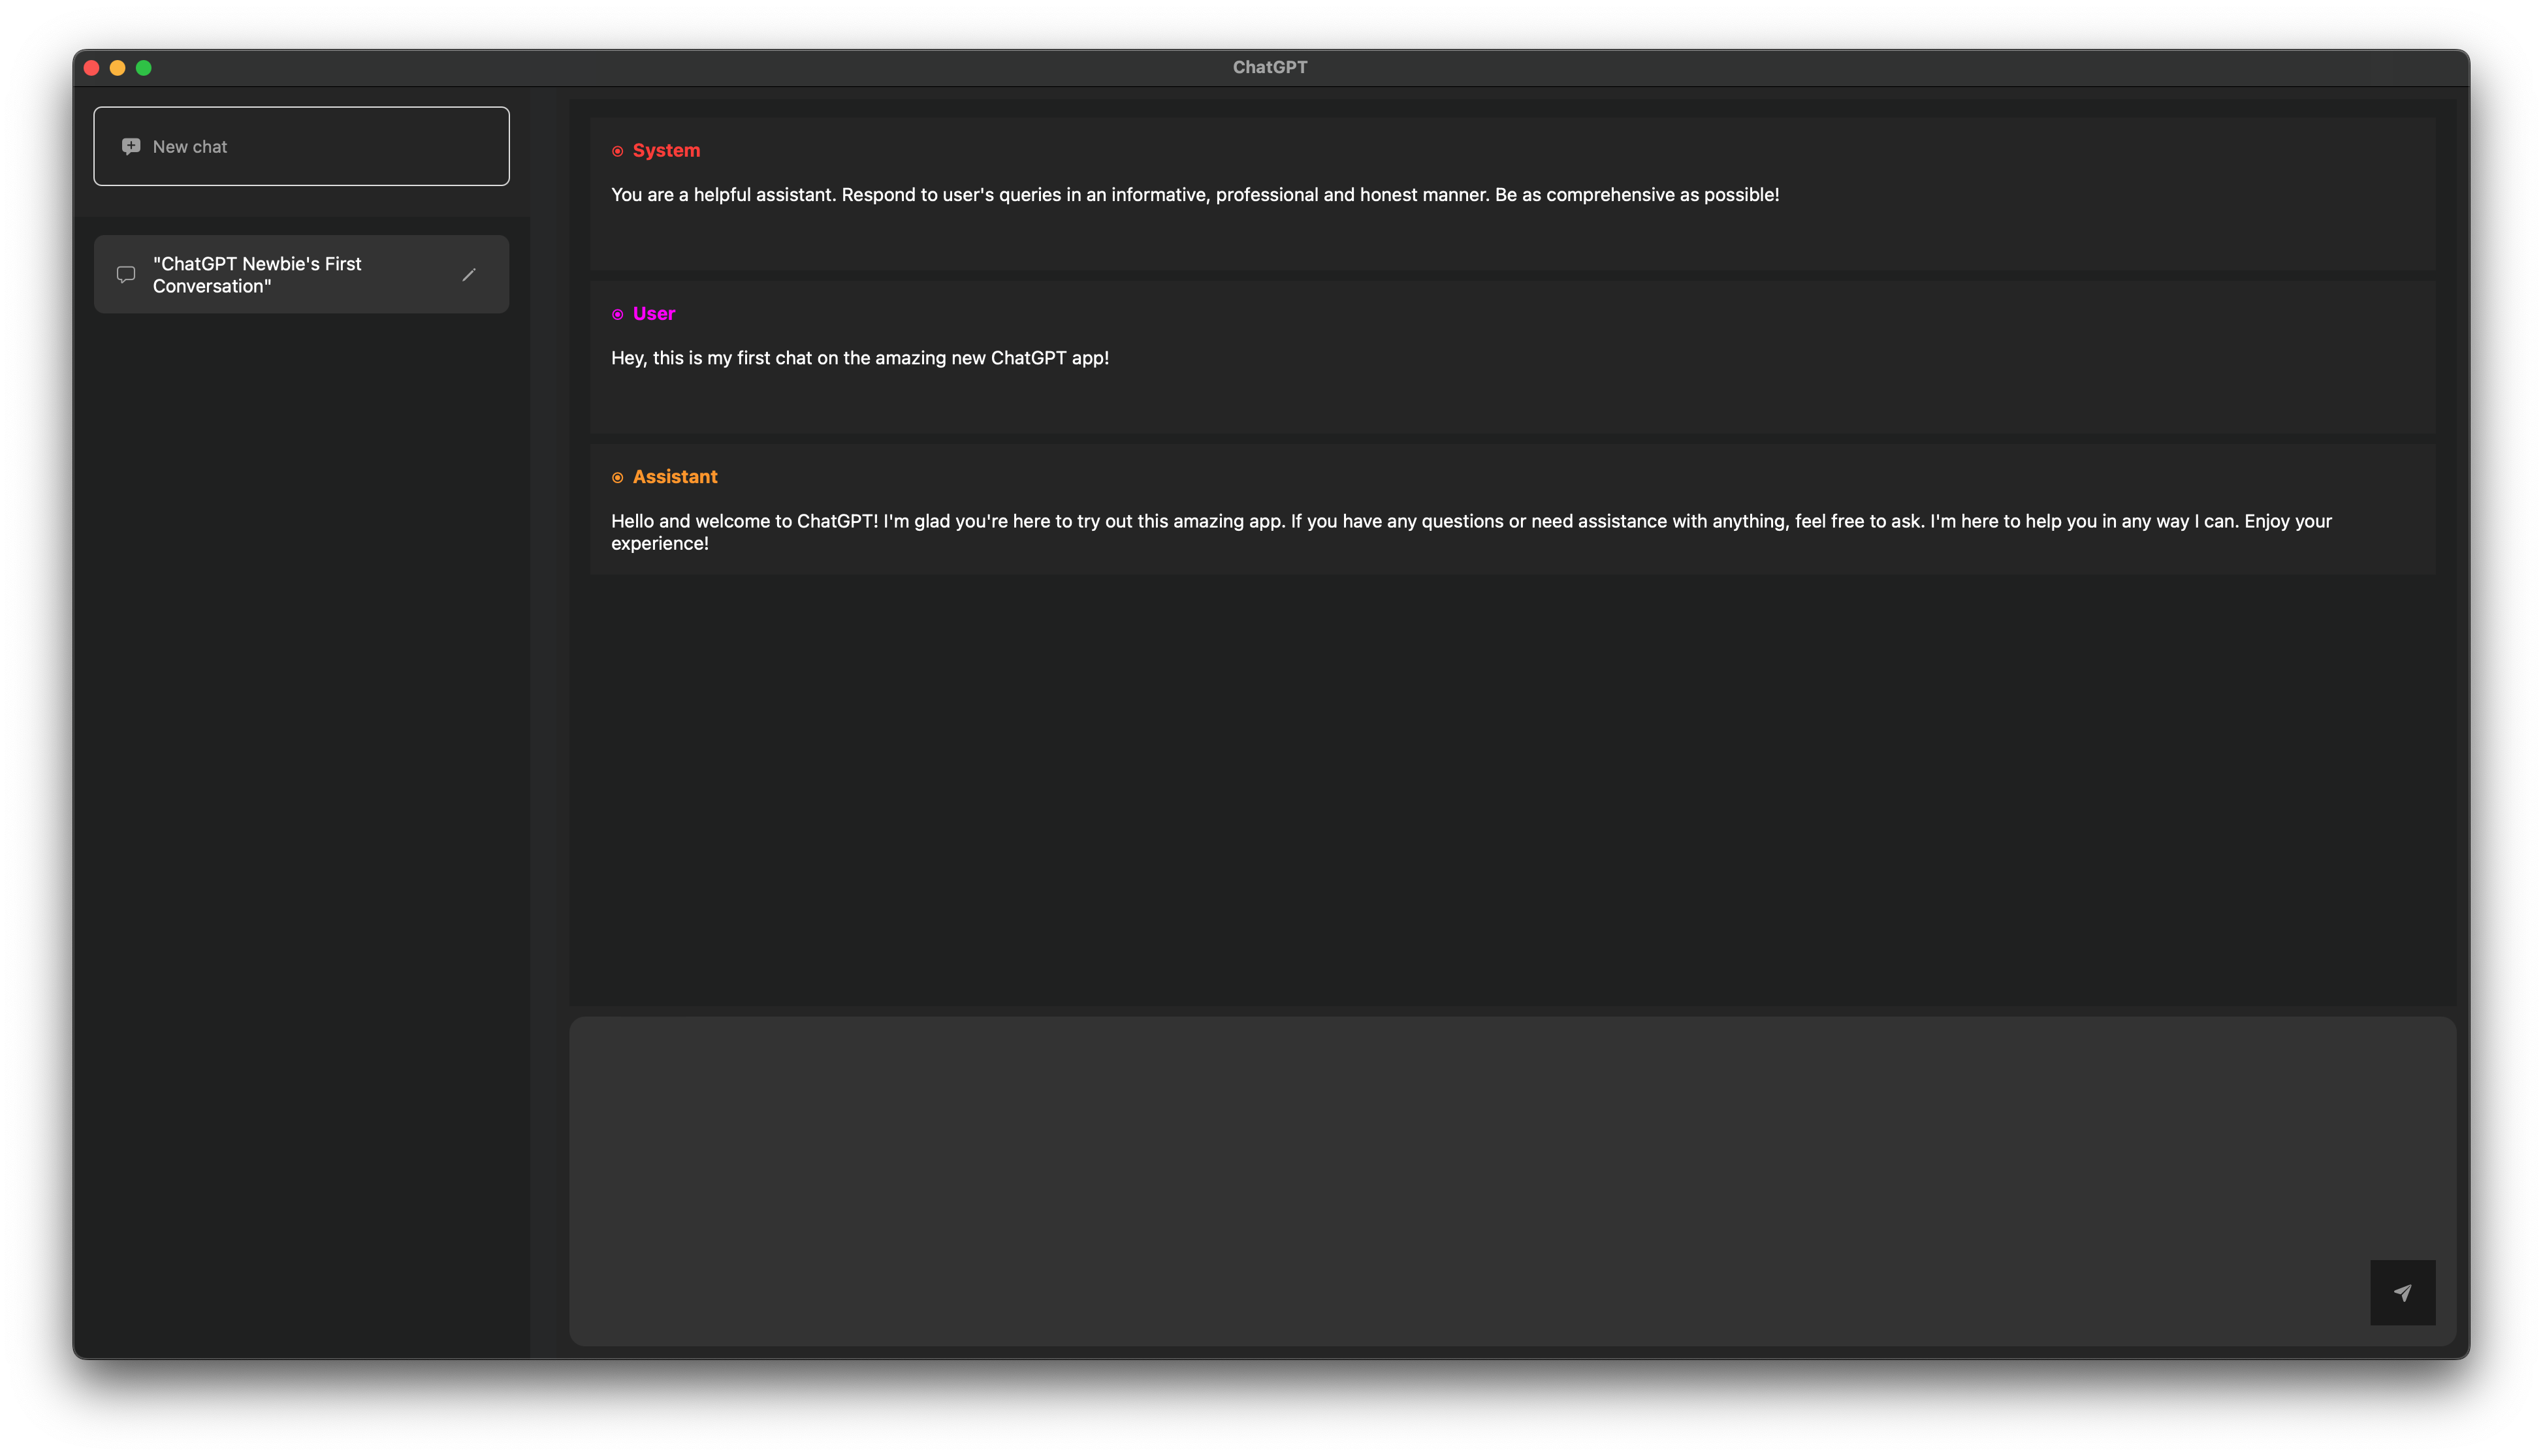 ChatGPT
New chat
"ChatGPT Newbie's First
Conversation"
System
You are a helpful assistant. Respond to user's queries in an informative, professional and honest manner. Be as comprehensive as possible!
User
Hey, this is my first chat on the amazing new ChatGPT app!
Assistant
Hello and welcome to ChatGPT! I'm glad you're here to try out this amazing app. If you have any questions or need assistance with anything, feel free to ask. I'm here to help you in any way I can. Enjoy your
experience!